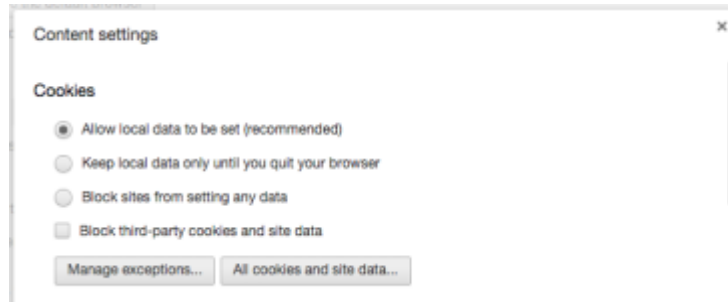 Content settings
Cookies
Allow local data to be set (recommended)
Keep local data only until you quit your browser
Block sites from setting any data
Block third-party cookies and site data
Manage exceptions... All cookies and site data...